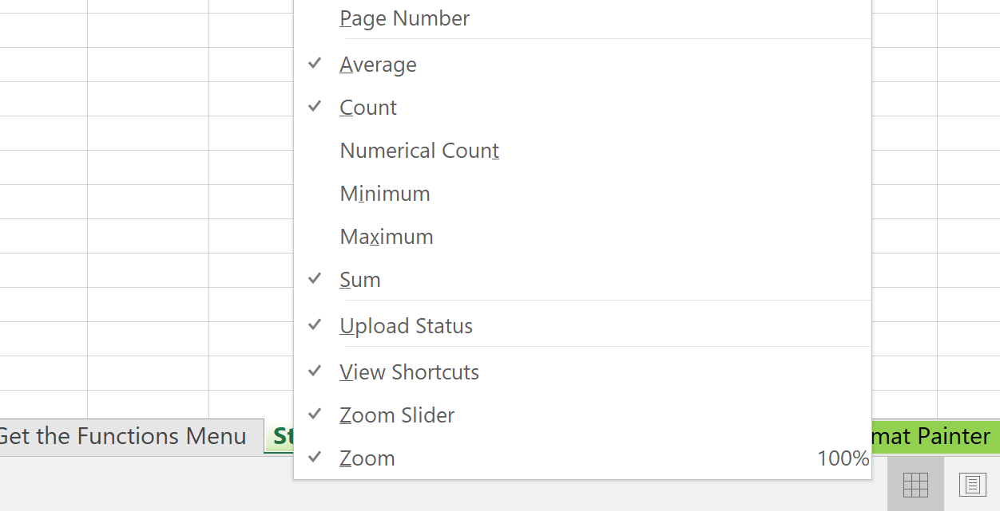 Page Number
Average
Count
Numerical Count
Minimum
Maximum
Sum
Upload Status
View Shortcuts
Zoom Slider
Zoom 100%
Get the Functions Menu
St
mat Painter